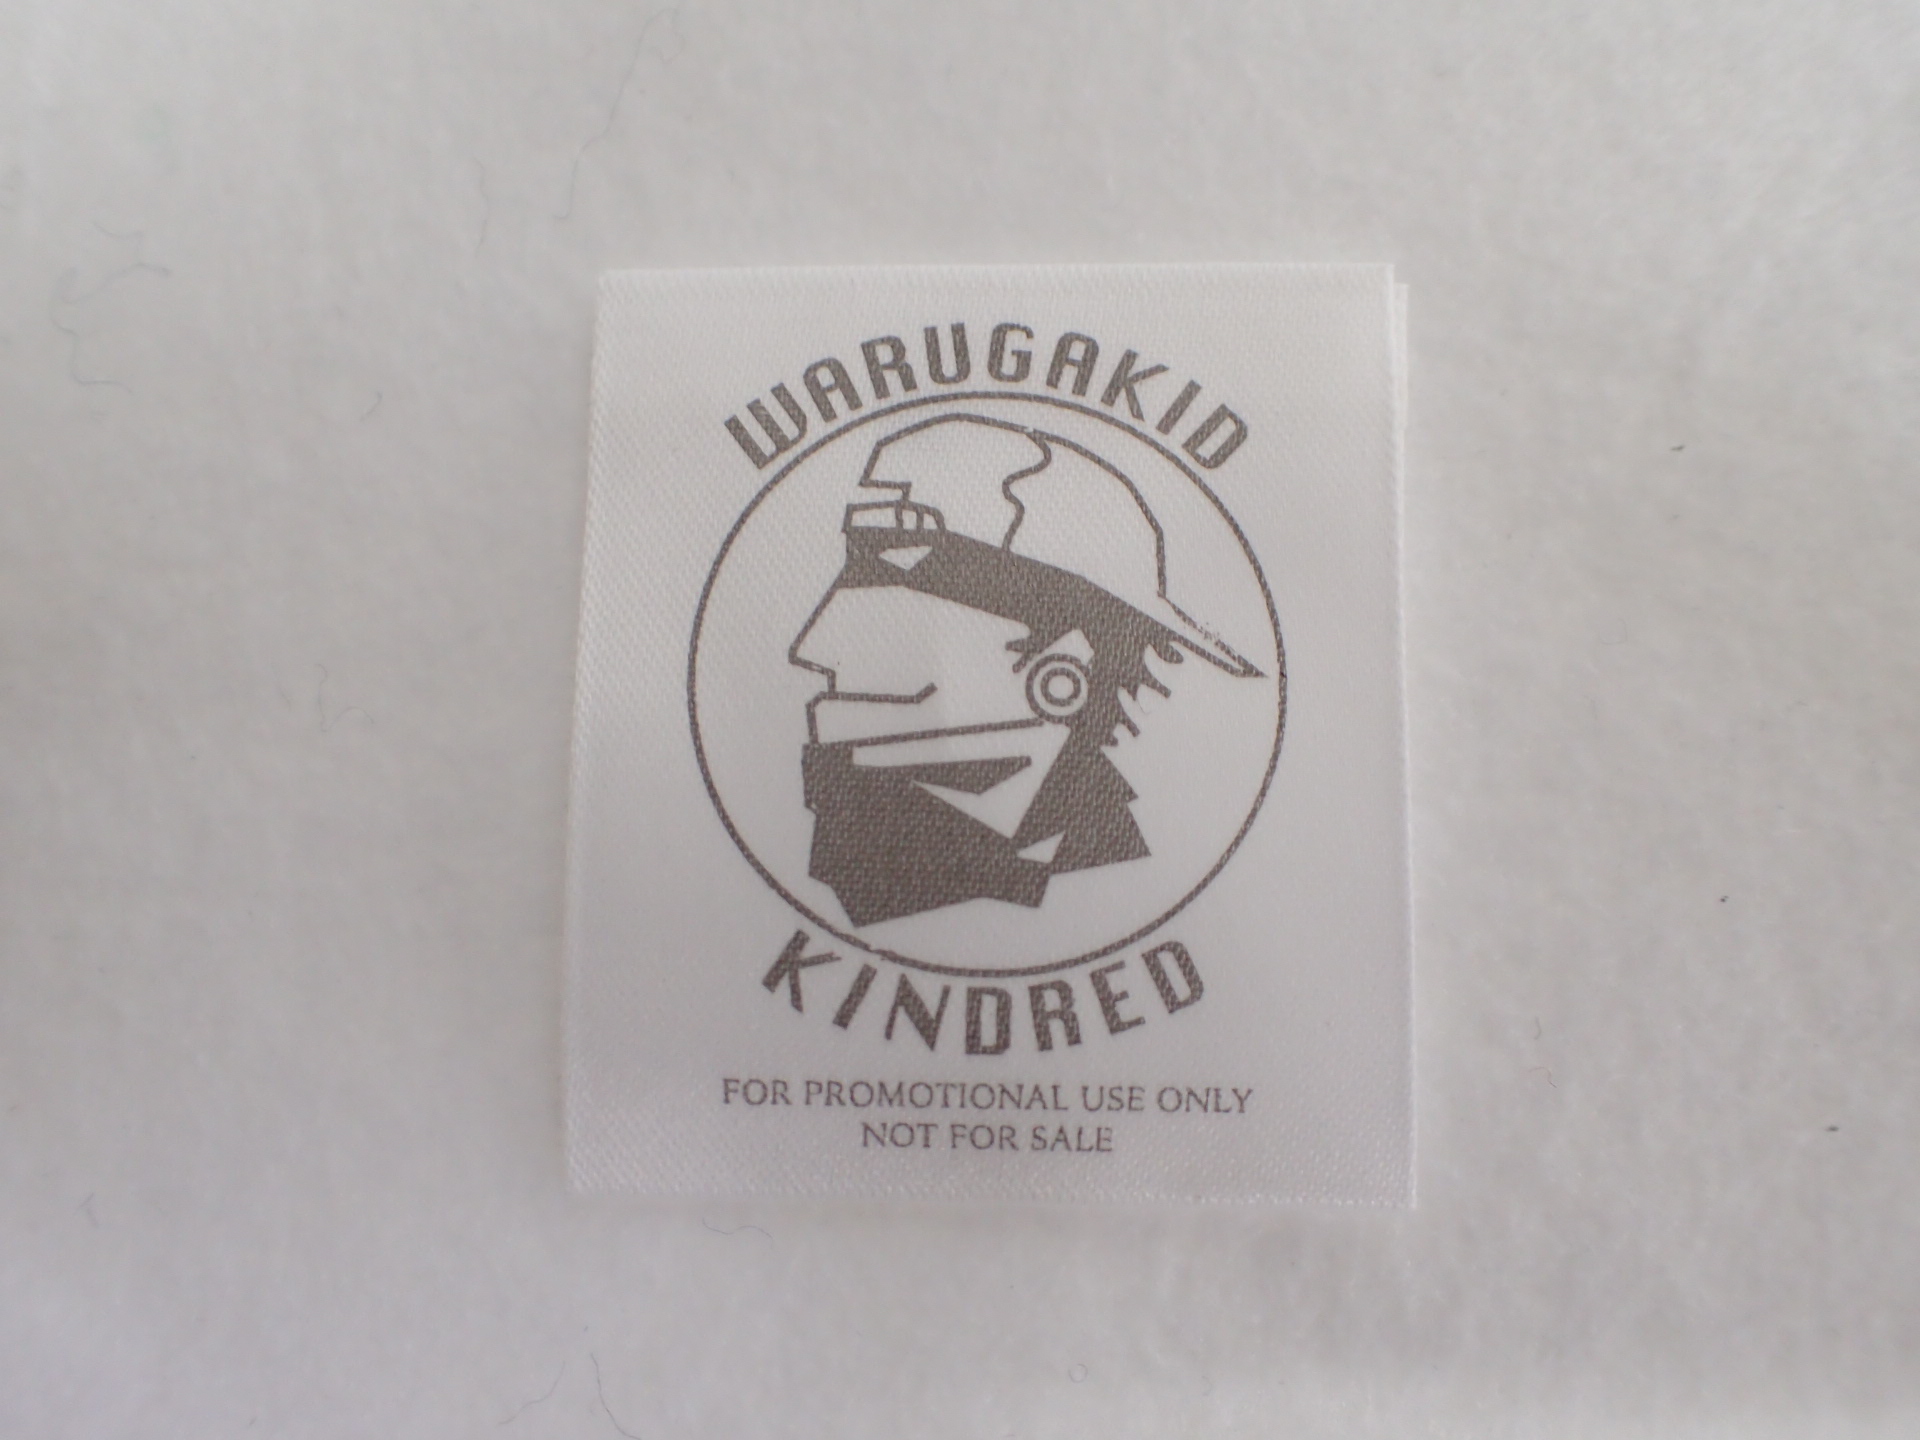 WARUGAKID
KINDRED
FOR PROMOTIONAL USE ONLY
NOT FOR SALE